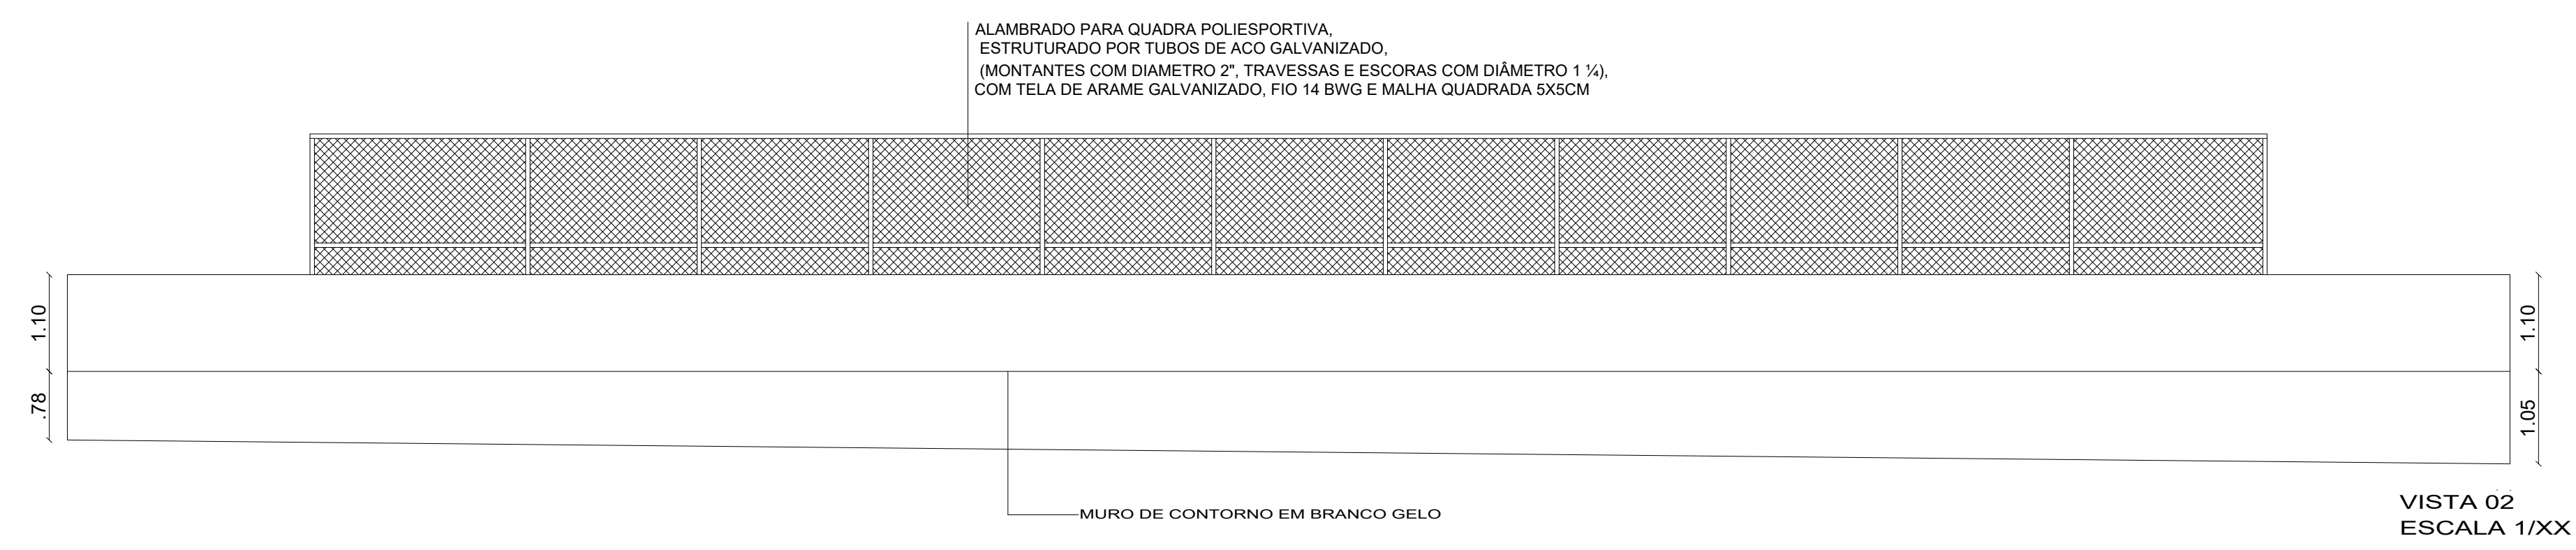 ALAMBRADO PARA QUADRA POLIESPORTIVA,
ESTRUTURADO POR TUBOS DE ACO GALVANIZADO,
(MONTANTES COM DIAMETRO 2", TRAVESSAS E ESCORAS COM DIÂMETRO 1 ¼),
COM TELA DE ARAME GALVANIZADO, FIO 14 BWG E MALHA QUADRADA 5X5CM
1.10
1.10
.78
1.05
MURO DE CONTORNO EM BRANCO GELO
VISTA 02
ESCALA 1/XX